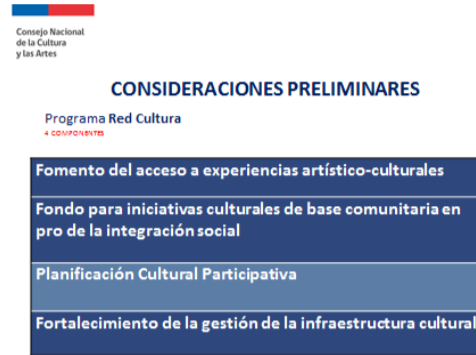 Consejo Nacional
de la Cultura
y las Artes
CONSIDERACIONES PRELIMINARES
Programa Red Cultura
4 COMPONENTES
Fomento del acceso a experiencias artístico-culturales
Fondo para iniciativas culturales de base comunitaria en
pro de la integración social
Planificación Cultural Participativa
Fortalecimiento de la gestión de la infraestructura cultural